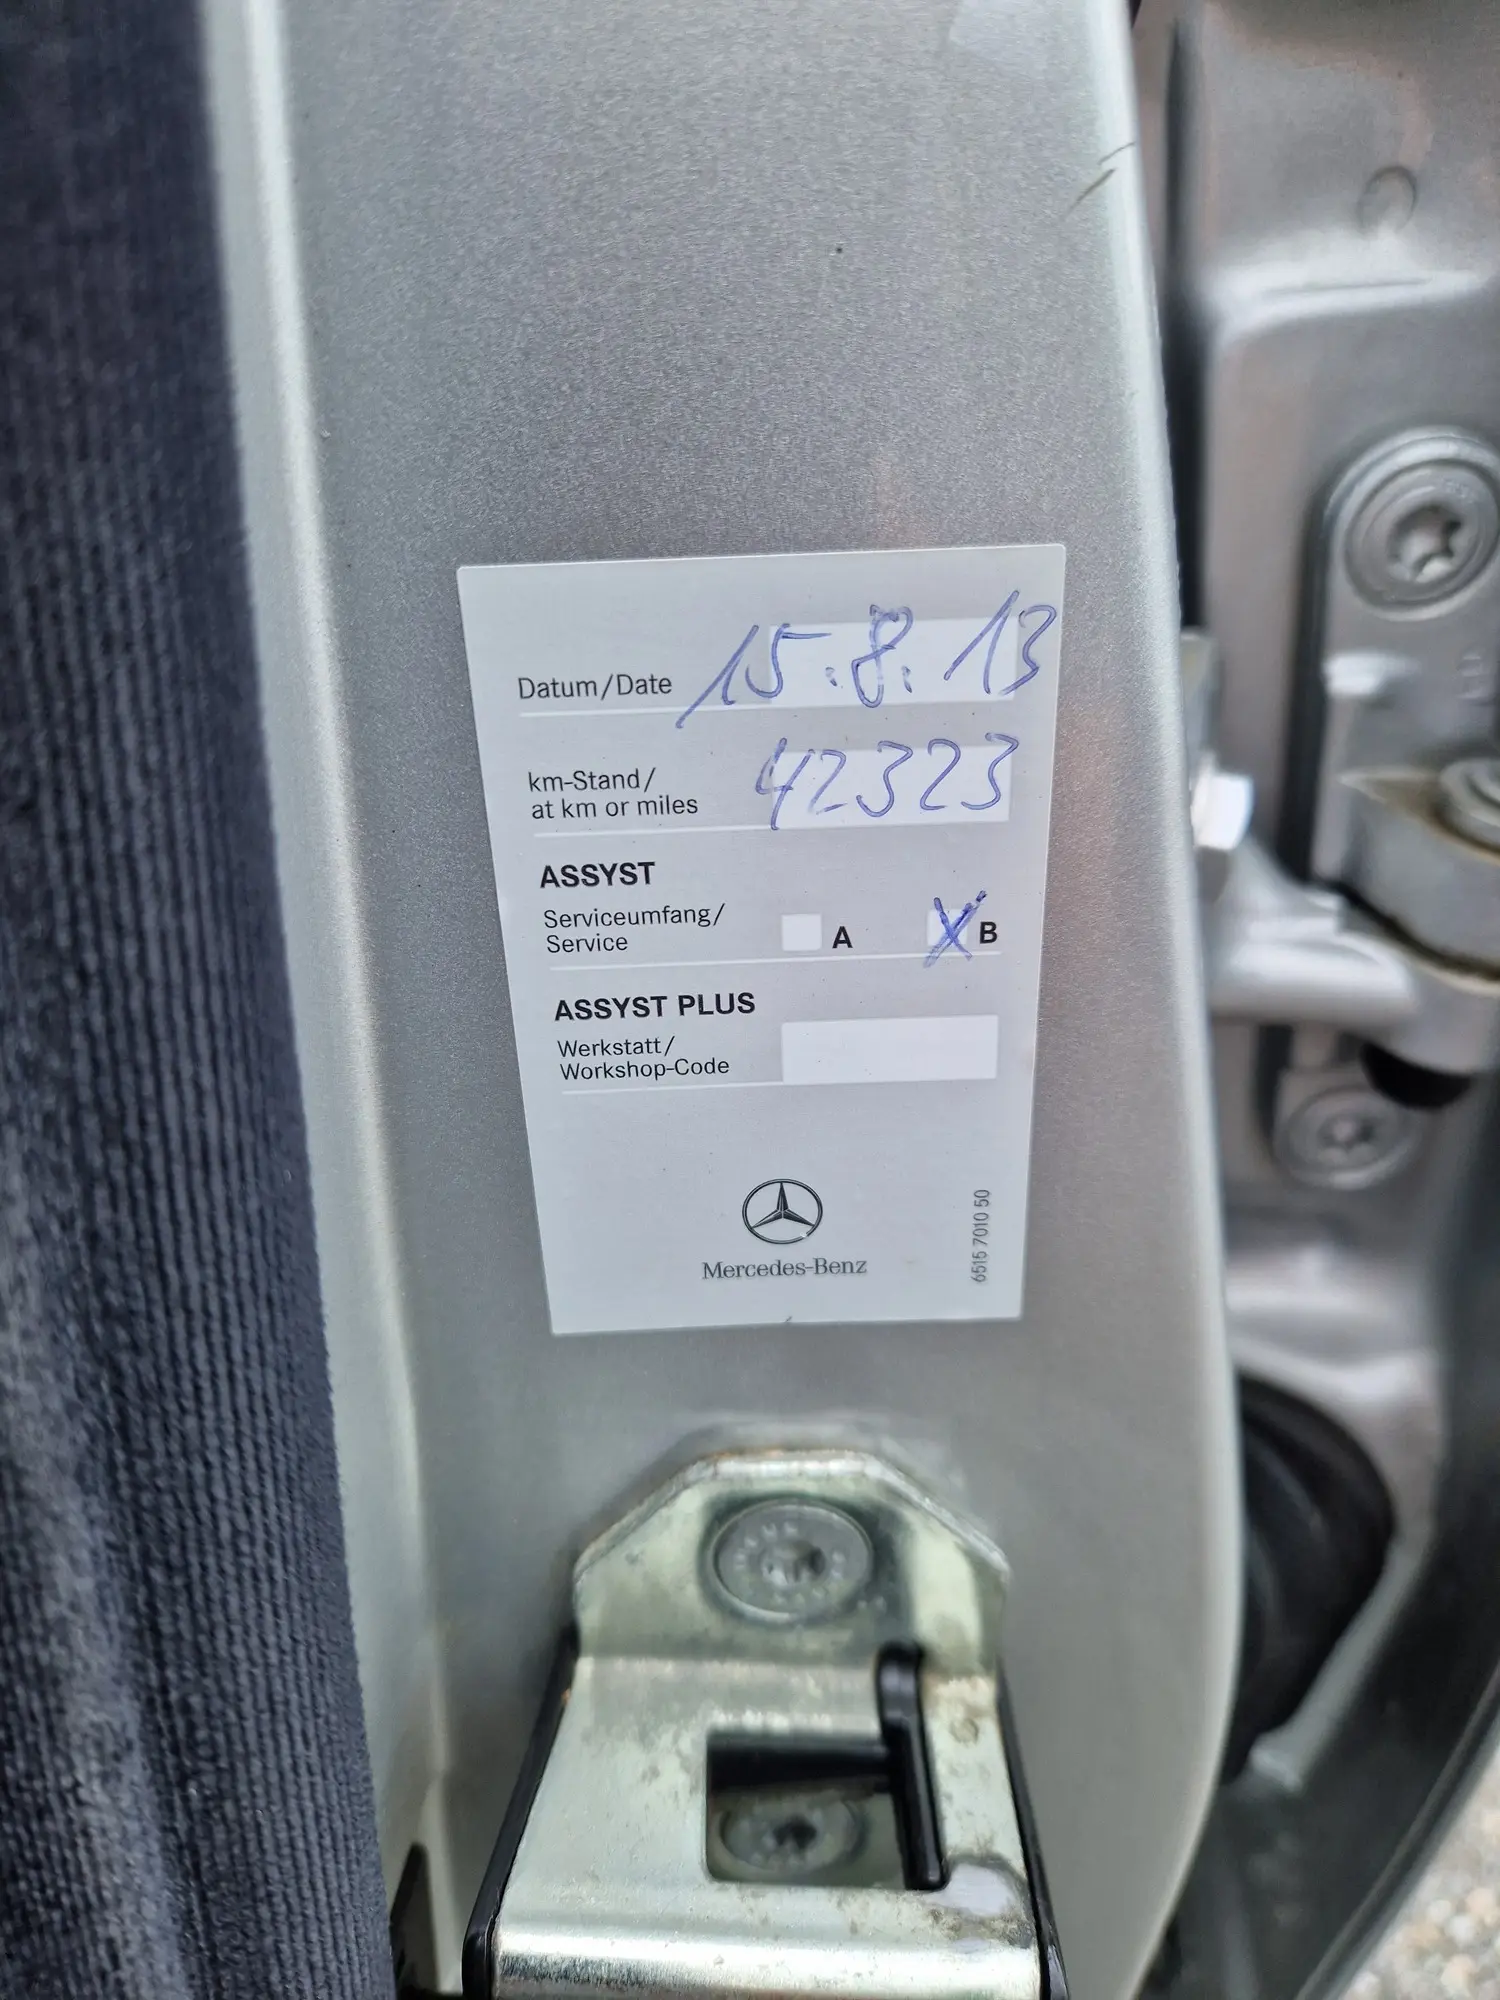 Datum/Date 15.8.13
km-Stand/
at km or miles 42323
ASSYST
Serviceumfang/
Service A X B
ASSYST PLUS
Werkstatt/
Workshop-Code
Mercedes-Benz
6515 7010 50